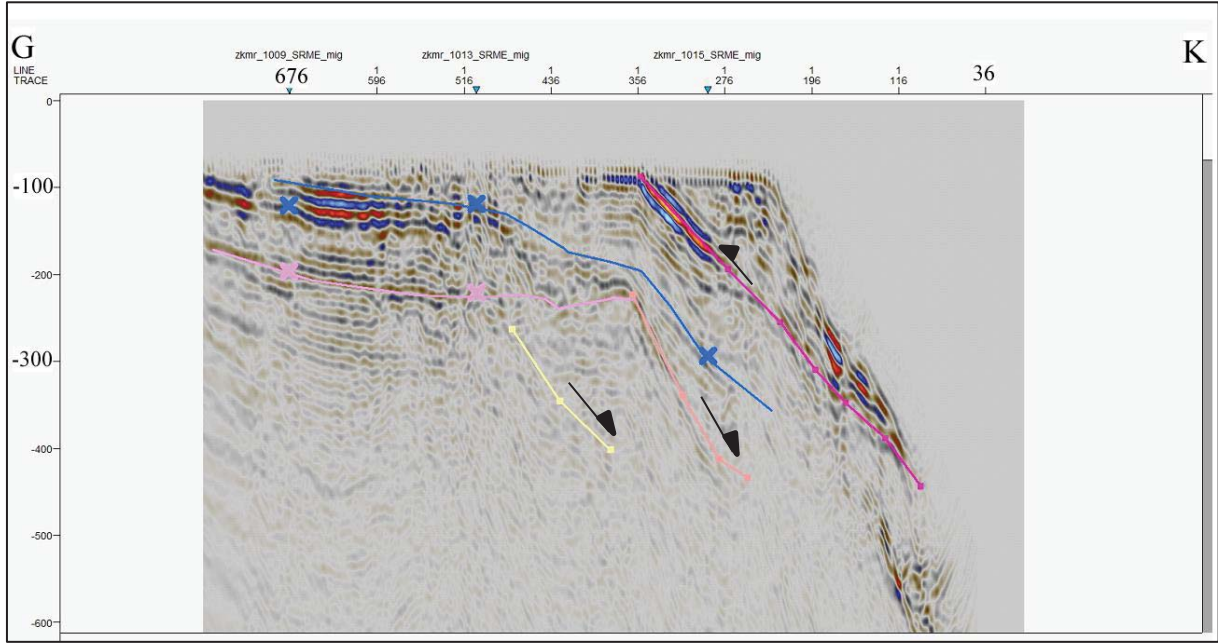 G K
zkmr_1009_SRME_mig zkmr_1013_SRME_mig zkmr_1015_SRME_mig
LINE 676 1 1 1 1 1 1 1 36
TRACE 596 516 436 356 276 196 116
0
-100
-200
-300
-400
-500
-600